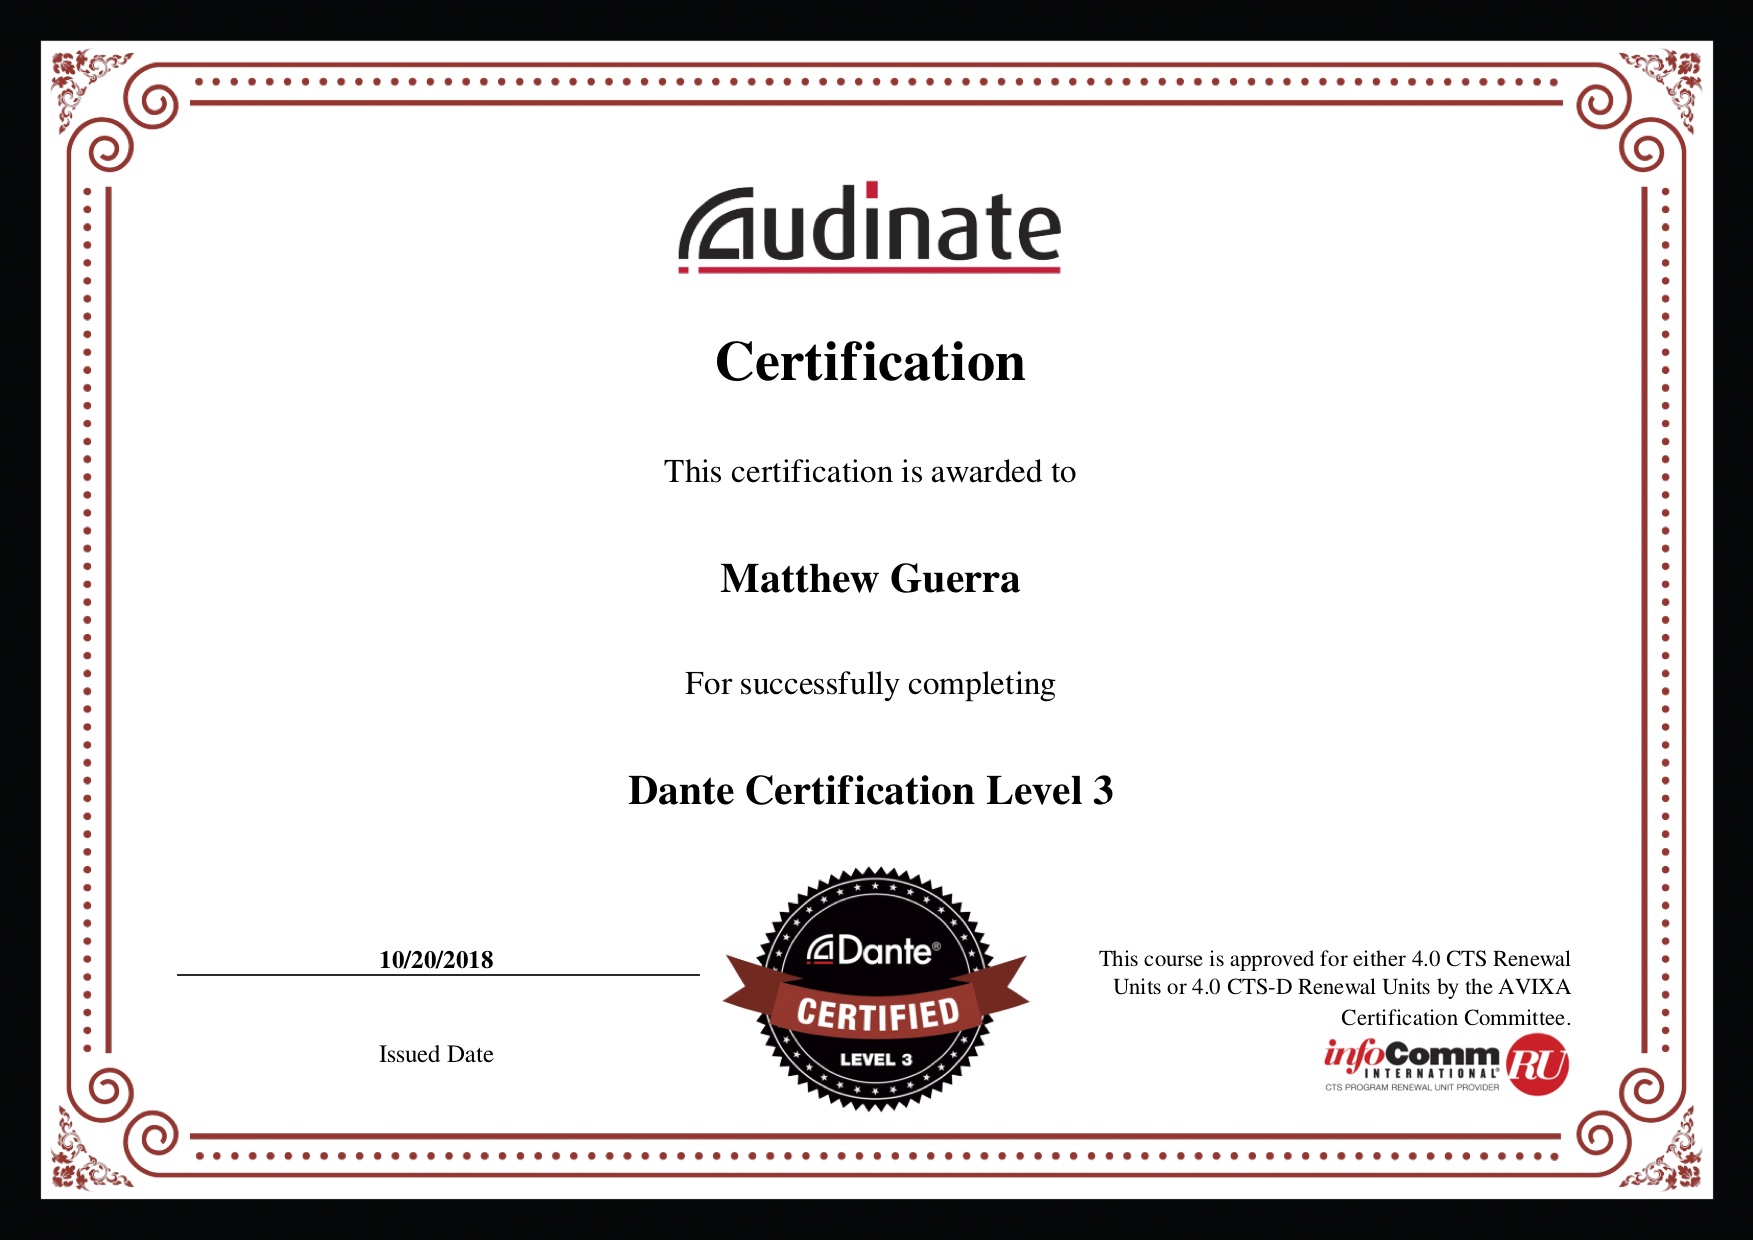 Audinate
Certification
This certification is awarded to
Matthew Guerra
For successfully completing
Dante Certification Level 3
10/20/2018
Issued Date
Dante®
CERTIFIED
LEVEL 3
This course is approved for either 4.0 CTS Renewal
Units or 4.0 CTS-D Renewal Units by the AVIXA
Certification Committee.
infoComm RU
INTERNATIONAL®
CTS PROGRAM RENEWAL UNIT PROVIDER